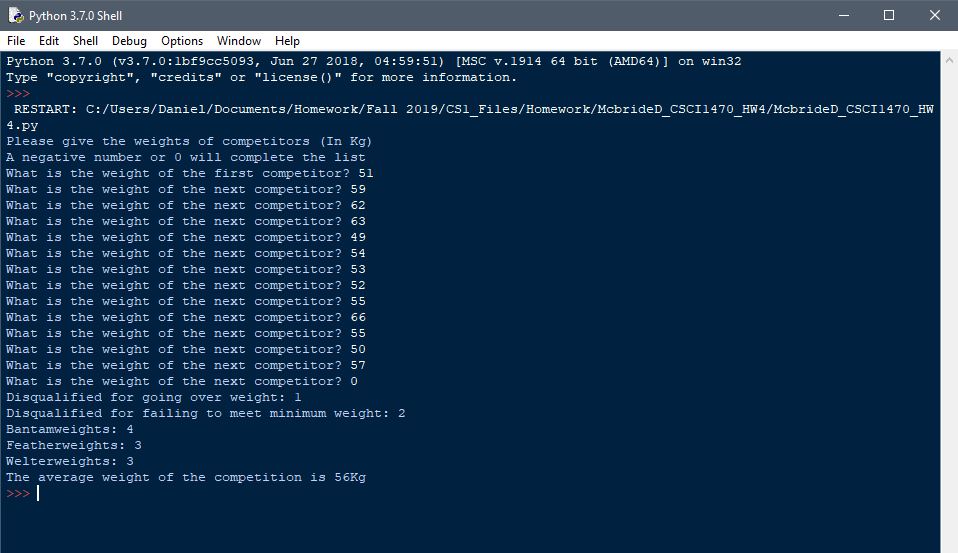 Python 3.7.0 Shell
File Edit Shell Debug Options Window Help
Python 3.7.0 (v3.7.0:1bf9cc5093, Jun 27 2018, 04:59:51) [MSC v.1914 64 bit (AMD64)] on win32
Type "copyright", "credits" or "license()" for more information.
>>>
 RESTART: C:/Users/Daniel/Documents/Homework/Fall 2019/CS1_Files/Homework/McbrideD_CSCI1470_HW4/McbrideD_CSCI1470_HW
4.py
Please give the weights of competitors (In Kg)
A negative number or 0 will complete the list
What is the weight of the first competitor? 51
What is the weight of the next competitor? 59
What is the weight of the next competitor? 62
What is the weight of the next competitor? 63
What is the weight of the next competitor? 49
What is the weight of the next competitor? 54
What is the weight of the next competitor? 53
What is the weight of the next competitor? 52
What is the weight of the next competitor? 55
What is the weight of the next competitor? 66
What is the weight of the next competitor? 55
What is the weight of the next competitor? 50
What is the weight of the next competitor? 57
What is the weight of the next competitor? 0
Disqualified for going over weight: 1
Disqualified for failing to meet minimum weight: 2
Bantamweights: 4
Featherweights: 3
Welterweights: 3
The average weight of the competition is 56Kg
>>>